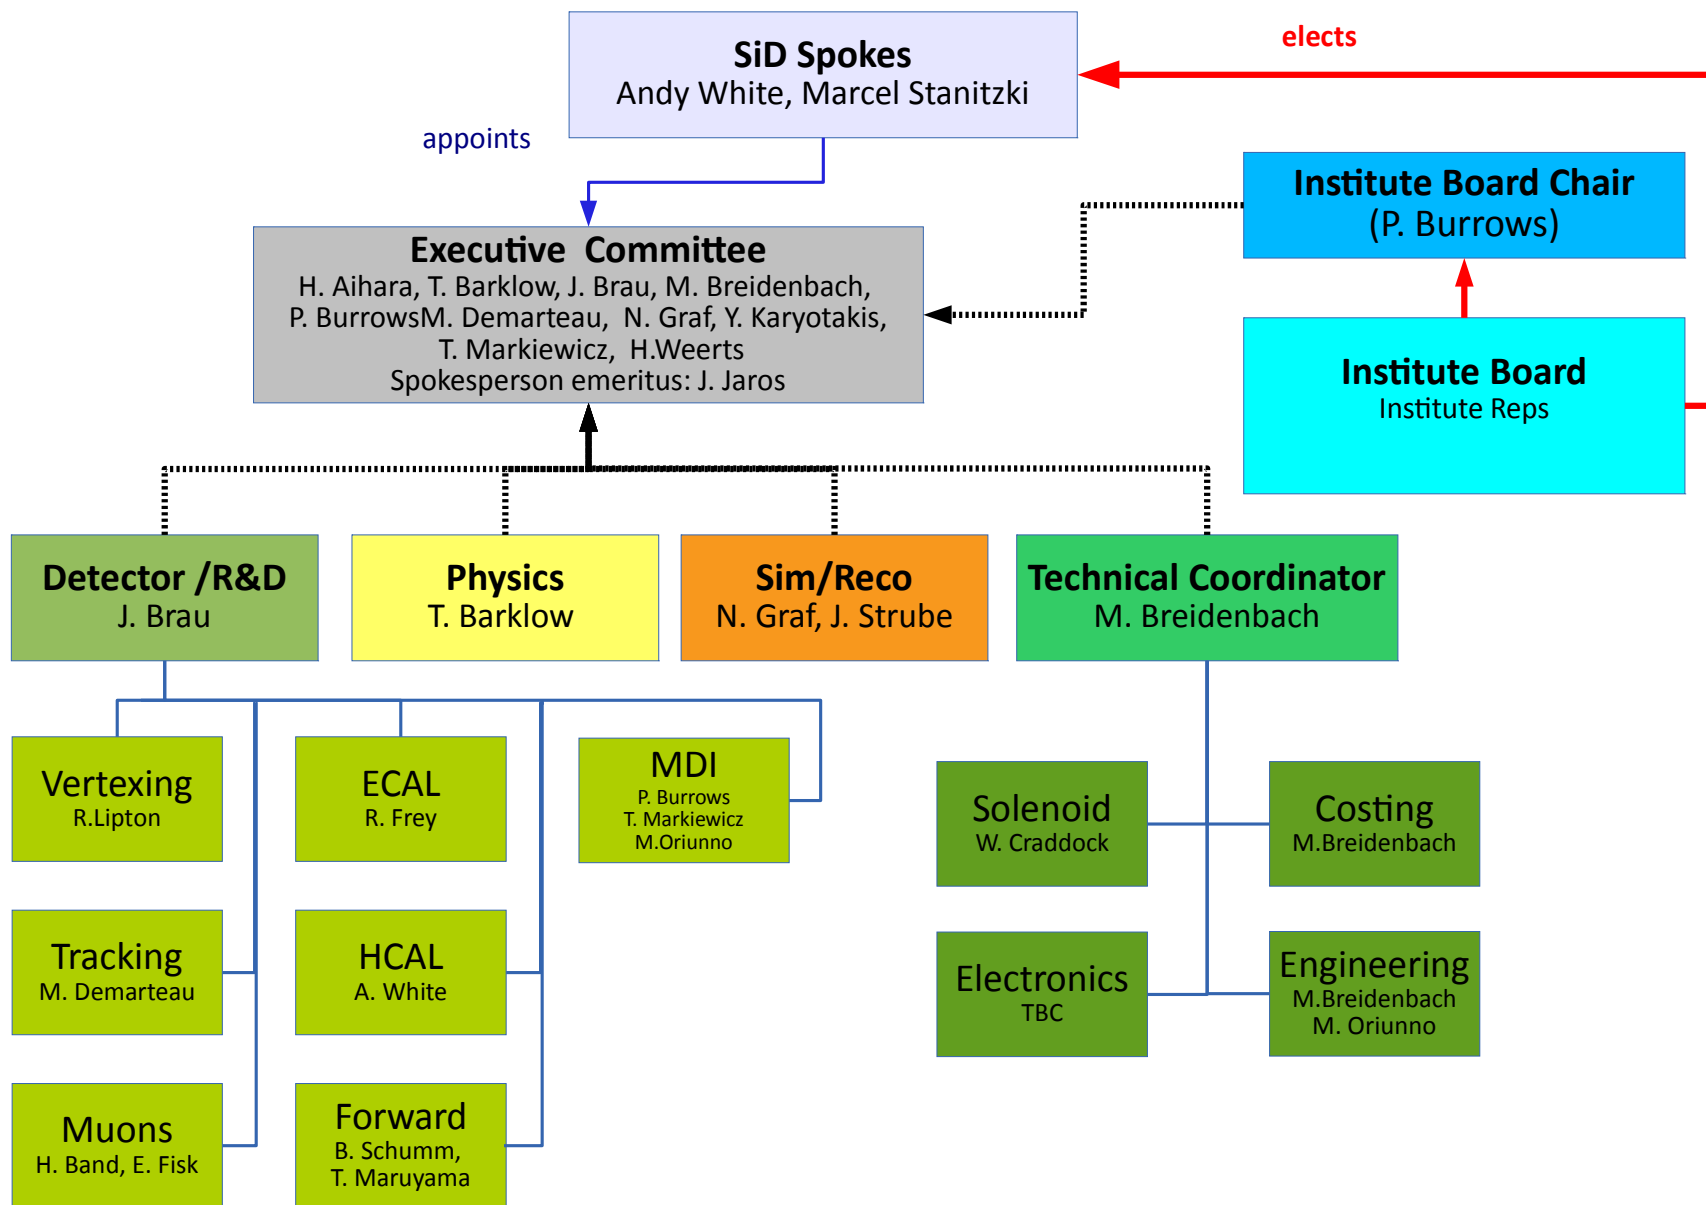 SiD Spokes
Andy White, Marcel Stanitzki
elects
appoints
Institute Board Chair
(P. Burrows)
Executive  Committee
H. Aihara, T. Barklow, J. Brau, M. Breidenbach,
P. BurrowsM. Demarteau,  N. Graf, Y. Karyotakis,
T. Markiewicz,  H.Weerts
Spokesperson emeritus: J. Jaros
Institute Board
Institute Reps
Detector /R&D
J. Brau
Physics
T. Barklow
Sim/Reco
N. Graf, J. Strube
Technical Coordinator
M. Breidenbach
Vertexing
R.Lipton
ECAL
R. Frey
MDI
P. Burrows
T. Markiewicz
M.Oriunno
Solenoid
W. Craddock
Costing
M.Breidenbach
Tracking
M. Demarteau
HCAL
A. White
Electronics
TBC
Engineering
M.Breidenbach
M. Oriunno
Muons
H. Band, E. Fisk
Forward
B. Schumm,
T. Maruyama